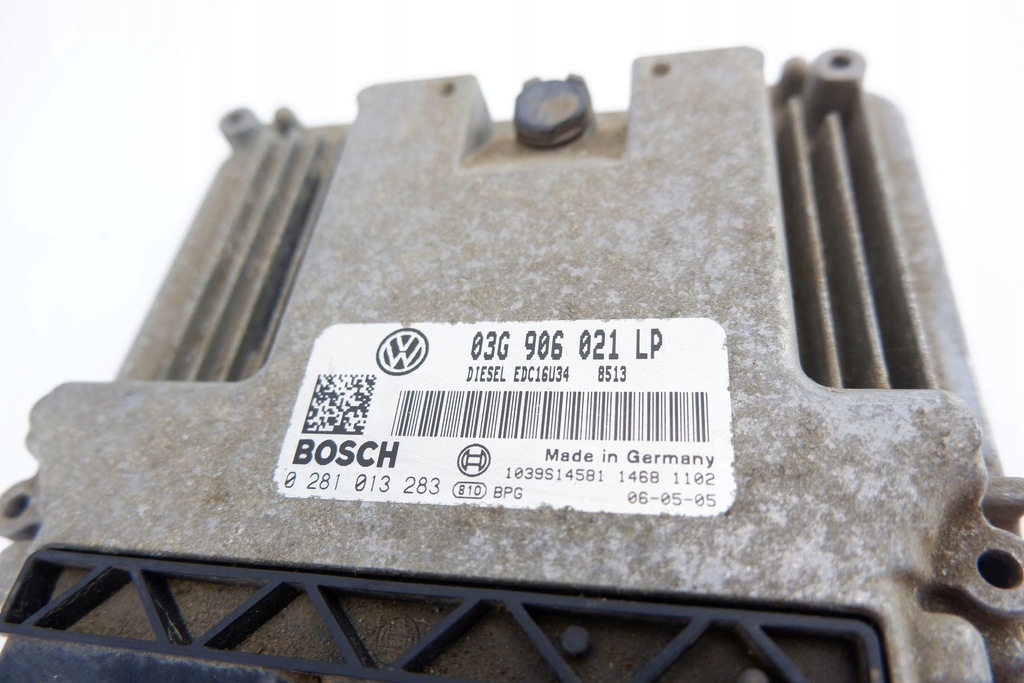 03G 906 021 LP
DIESEL EDC16U34 8513
BOSCH
Made in Germany
0 281 013 283 810 BPG
1039S14581 1468 1102
06-05-05